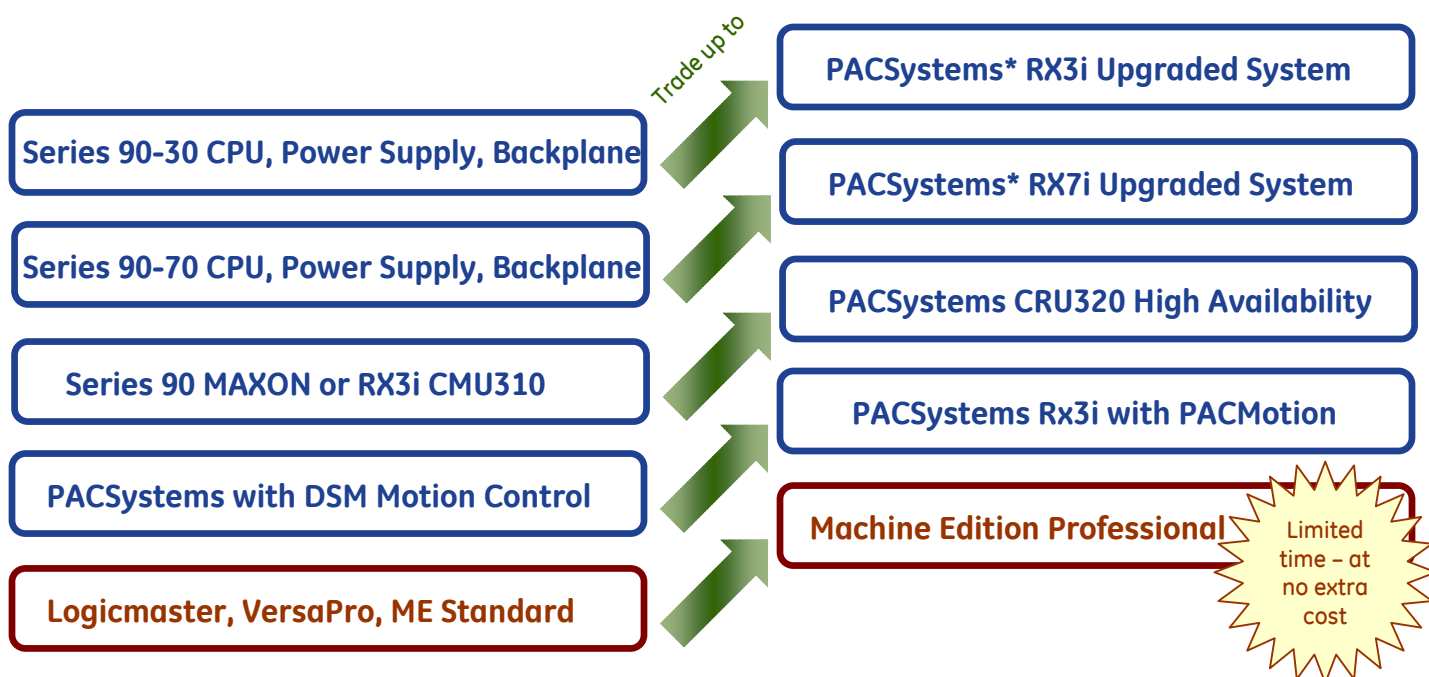 Trade up to
PACSystems* RX3i Upgraded System
Series 90-30 CPU, Power Supply, Backplane
PACSystems* RX7i Upgraded System
Series 90-70 CPU, Power Supply, Backplane
PACSystems CRU320 High Availability
Series 90 MAXON or RX3i CMU310
PACSystems Rx3i with PACMotion
PACSystems with DSM Motion Control
Machine Edition Professional
Limited
time – at
no extra
cost
Logicmaster, VersaPro, ME Standard